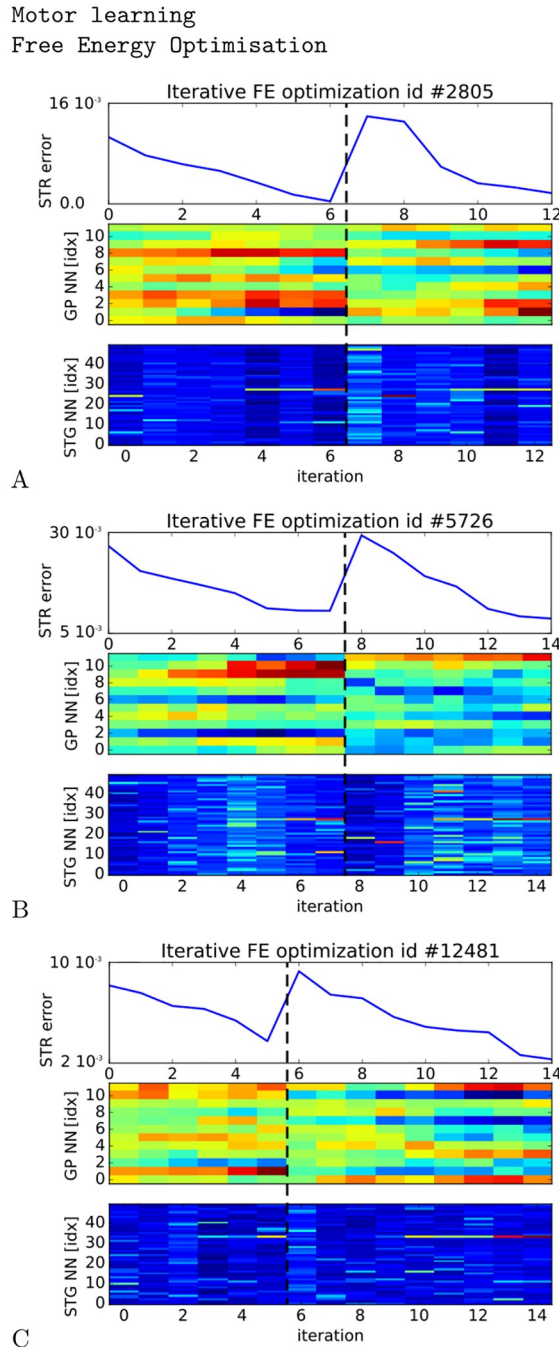 Motor learning
Free Energy Optimisation
Iterative FE optimization id #2805
16 10⁻³
STR error
0.0
0 2 4 6 8 10 12
GP NN [idx]
10
8
6
4
2
0
STG NN [idx]
40
30
20
10
0
0 2 4 6 8 10 12
iteration
A
Iterative FE optimization id #5726
30 10⁻³
STR error
5 10⁻³
0 2 4 6 8 10 12 14
GP NN [idx]
10
8
6
4
2
0
STG NN [idx]
40
30
20
10
0
0 2 4 6 8 10 12 14
iteration
B
Iterative FE optimization id #12481
10 10⁻³
STR error
2 10⁻³
0 2 4 6 8 10 12 14
GP NN [idx]
10
8
6
4
2
0
STG NN [idx]
40
30
20
10
0
0 2 4 6 8 10 12 14
iteration
C